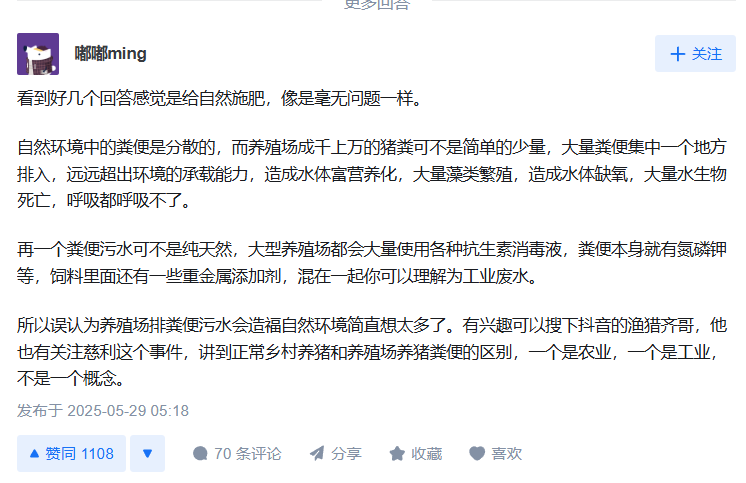 更多回答
嘟嘟ming
关注
看到好几个回答感觉是给自然施肥，像是毫无问题一样。
自然环境中的粪便是分散的，而养殖场成千上万的猪粪可不是简单的少量，大量粪便集中一个地方
排入，远远超出环境的承载能力，造成水体富营养化，大量藻类繁殖，造成水体缺氧，大量水生物
死亡，呼吸都呼吸不了。
再一个粪便污水可不是纯天然，大型养殖场都会大量使用各种抗生素消毒液，粪便本身就有氮磷钾
等，饲料里面还有一些重金属添加剂，混在一起你可以理解为工业废水。
所以误认为养殖场排粪便污水会造福自然环境简直想太多了。有兴趣可以搜下抖音的渔猎齐哥，他
也有关注慈利这个事件，讲到正常乡村养猪和养殖场养猪粪便的区别，一个是农业，一个是工业，
不是一个概念。
发布于 2025-05-29 05:18
赞同 1108 70 条评论 分享 收藏 喜欢